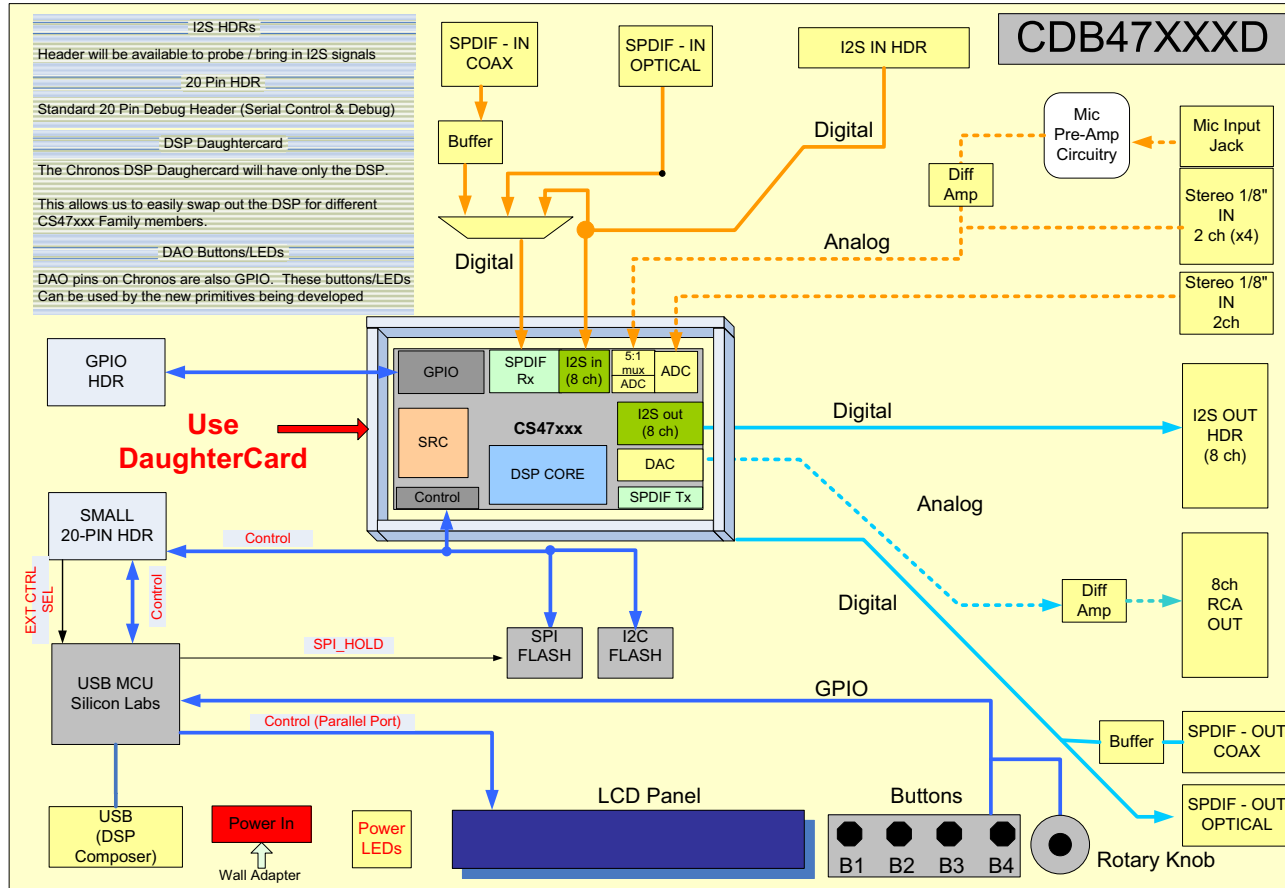 I2S HDRs
Header will be available to probe / bring in I2S signals
20 Pin HDR
Standard 20 Pin Debug Header (Serial Control & Debug)
DSP Daughtercard
The Chronos DSP Daughercard will have only the DSP.
This allows us to easily swap out the DSP for different
CS47xxx Family members.
DAO Buttons/LEDs
DAO pins on Chronos are also GPIO.  These buttons/LEDs
Can be used by the new primitives being developed
SPDIF - IN
COAX
SPDIF - IN
OPTICAL
I2S IN HDR
CDB47XXXD
Buffer
Digital
Mic
Pre-Amp
Circuitry
Mic Input
Jack
Diff
Amp
Stereo 1/8"
IN
2 ch (x4)
Digital
Analog
Stereo 1/8"
IN
2ch
GPIO
HDR
GPIO
SPDIF
Rx
I2S in
(8 ch)
5:1
mux
ADC
ADC
Use
DaughterCard
SRC
CS47xxx
DSP CORE
I2S out
(8 ch)
DAC
Control
SPDIF Tx
Digital
I2S OUT
HDR
(8 ch)
Analog
SMALL
20-PIN HDR
Control
EXT CTRL
SEL
Control
Digital
Diff
Amp
8ch
RCA
OUT
SPI_HOLD
SPI
FLASH
I2C
FLASH
USB MCU
Silicon Labs
GPIO
Control (Parallel Port)
Buffer
SPDIF - OUT
COAX
SPDIF - OUT
OPTICAL
USB
(DSP
Composer)
Power In
Wall Adapter
Power
LEDs
LCD Panel
Buttons
B1
B2
B3
B4
Rotary Knob